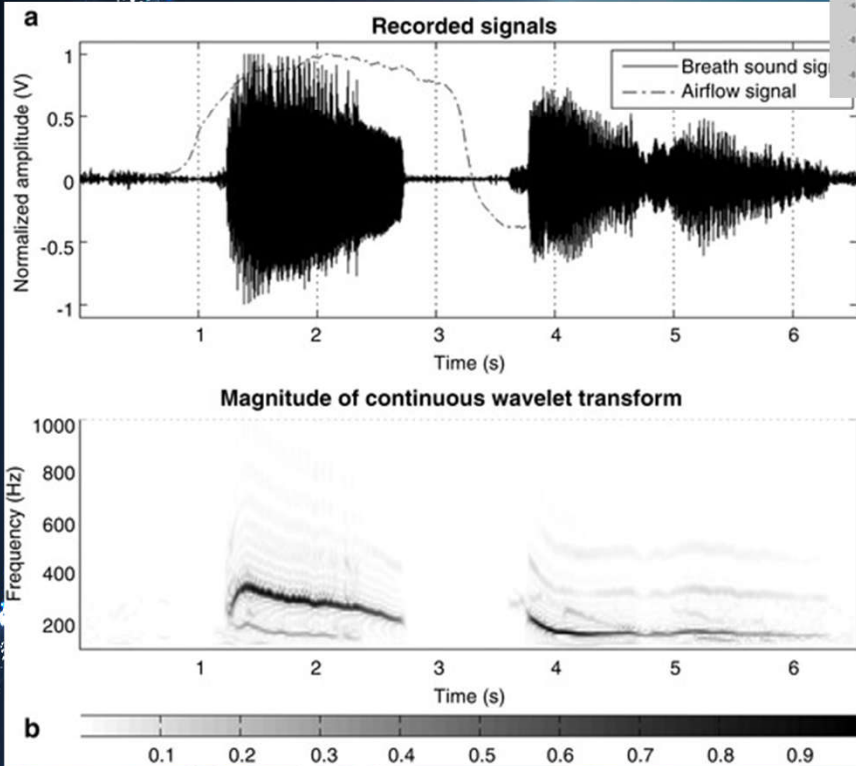 a
Recorded signals
1
0.5
0
-0.5
-1
Normalized amplitude (V)
Breath sound
Airflow signal
1 2 3 4 5 6
Time (s)
Magnitude of continuous wavelet transform
1000
800
600
400
200
Frequency (Hz)
1 2 3 4 5 6
Time (s)
b
0.1 0.2 0.3 0.4 0.5 0.6 0.7 0.8 0.9